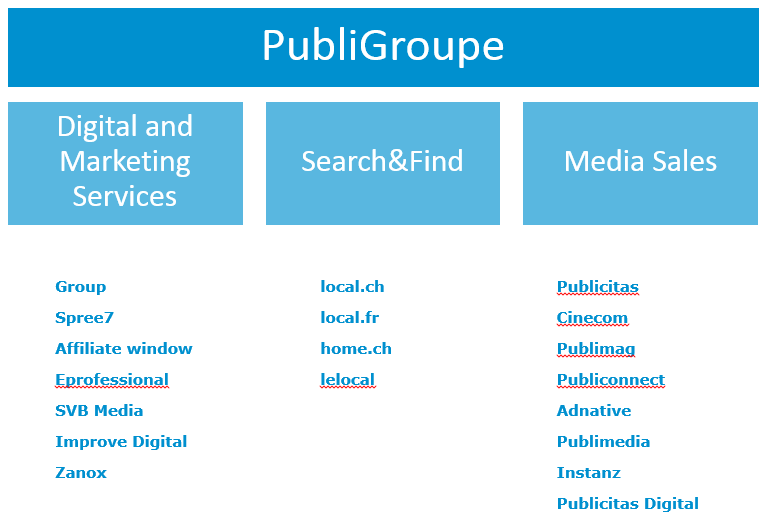 PubliGroupe
Digital and
Marketing
Services
Search&Find
Media Sales
Group
Spree7
Affiliate window
Eprofessional
SVB Media
Improve Digital
Zanox
local.ch
local.fr
home.ch
lelocal
Publicitas
Cinecom
Publimag
Publiconnect
Adnative
Publimedia
Instanz
Publicitas Digital